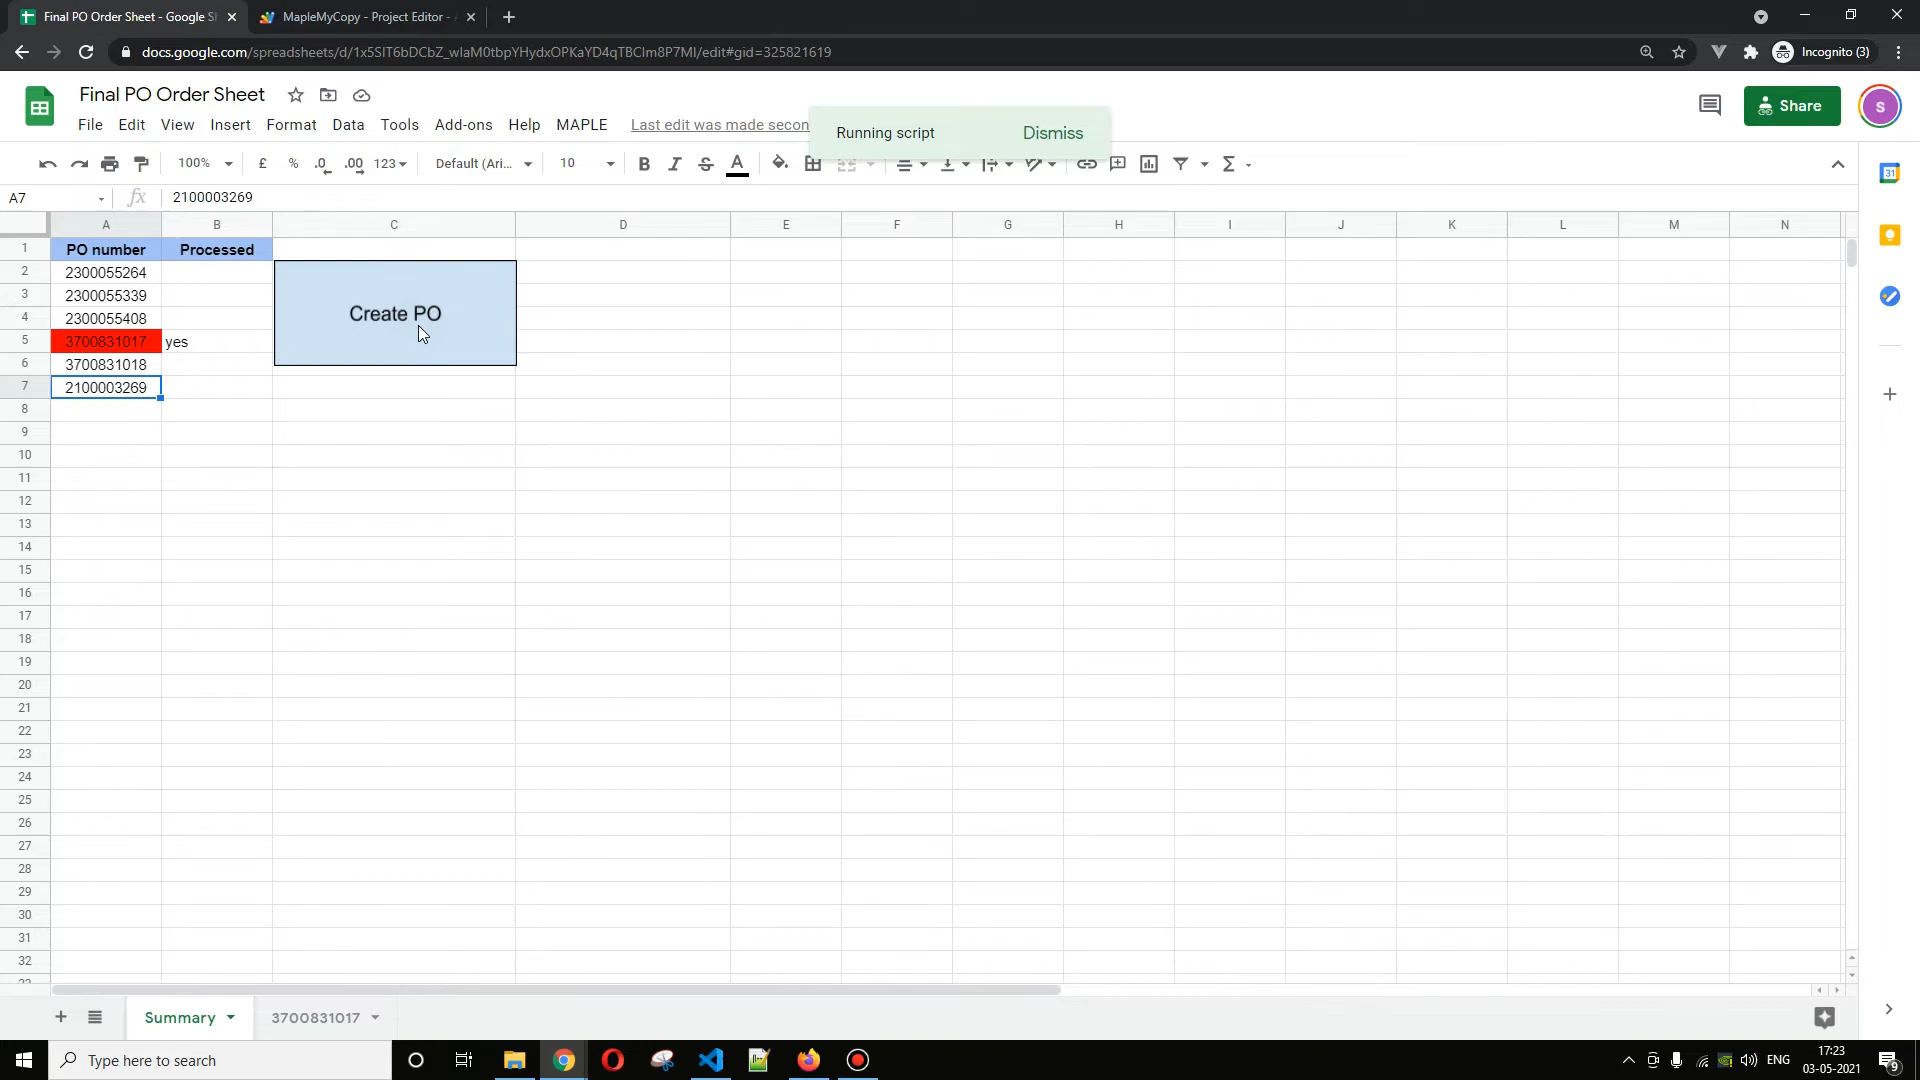 Final PO Order Sheet - Google S
MapleMyCopy - Project Editor -
docs.google.com/spreadsheets/d/1x5SIT6bDCbZ_wlaM0tbpYHydxOPKaYD4qTBClm8P7MI/edit#gid=325821619
Incognito (3)
Final PO Order Sheet
Share
S
File Edit View Insert Format Data Tools Add-ons Help MAPLE Last edit was made secon
Running script Dismiss
100% £ % .0 .00 123 Default (Ari... 10 B I S A Σ
31
A7 fx 2100003269
A B C D E F G H I J K L M N
1 PO number Processed
2 2300055264
3 2300055339
4 2300055408
Create PO
5 3700831017 yes
6 3700831018
7 2100003269
8
9
10
11
12
13
14
15
16
17
18
19
20
21
22
23
24
25
26
27
28
29
30
31
32
Summary 3700831017
Type here to search
ENG
17:23
03-05-2021
9